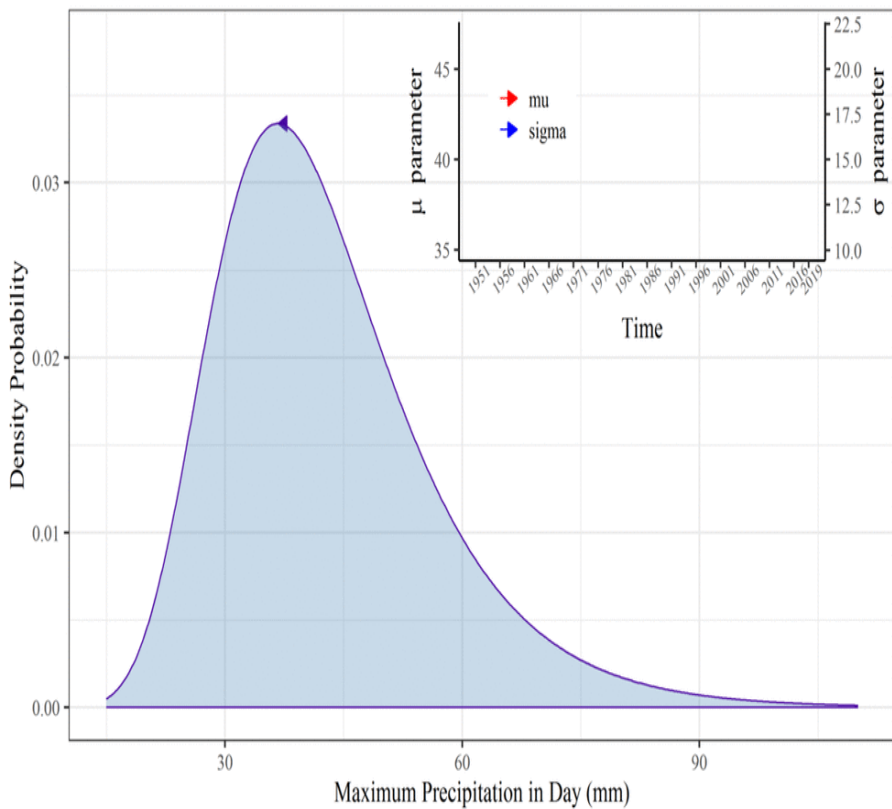 22.5
45
20.0
mu
17.5
sigma
40
15.0
12.5
35
10.0
μ parameter
σ parameter
1951 1956 1961 1966 1971 1976 1981 1986 1991 1996 2001 2006 2011 2016 2019
Time
0.03
0.02
0.01
0.00
Density Probability
30 60 90
Maximum Precipitation in Day (mm)